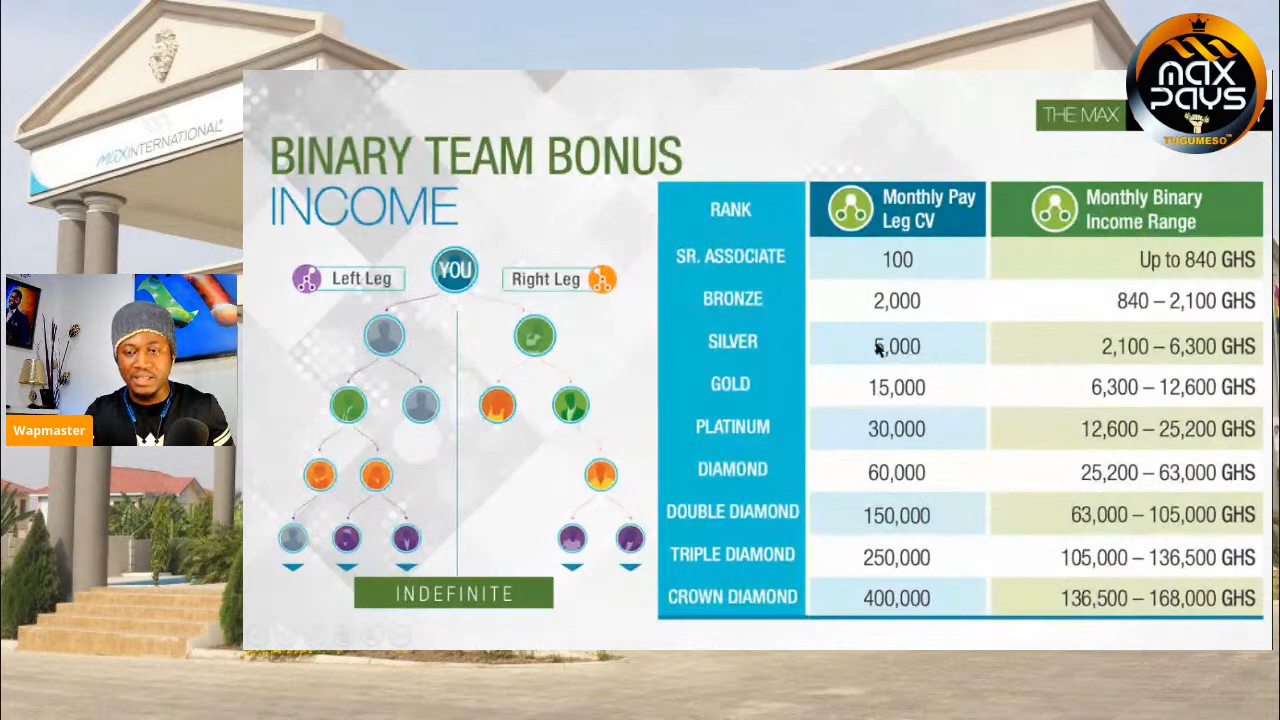 MAXINTERNATIONAL®
THE MAX
MAX
PAYS
TUGUMESO™
BINARY TEAM BONUS
INCOME
Left Leg
YOU
Right Leg
INDEFINITE
RANK Monthly Pay Leg CV Monthly Binary Income Range
SR. ASSOCIATE 100 Up to 840 GHS
BRONZE 2,000 840 – 2,100 GHS
SILVER 5,000 2,100 – 6,300 GHS
GOLD 15,000 6,300 – 12,600 GHS
PLATINUM 30,000 12,600 – 25,200 GHS
DIAMOND 60,000 25,200 – 63,000 GHS
DOUBLE DIAMOND 150,000 63,000 – 105,000 GHS
TRIPLE DIAMOND 250,000 105,000 – 136,500 GHS
CROWN DIAMOND 400,000 136,500 – 168,000 GHS
Wapmaster